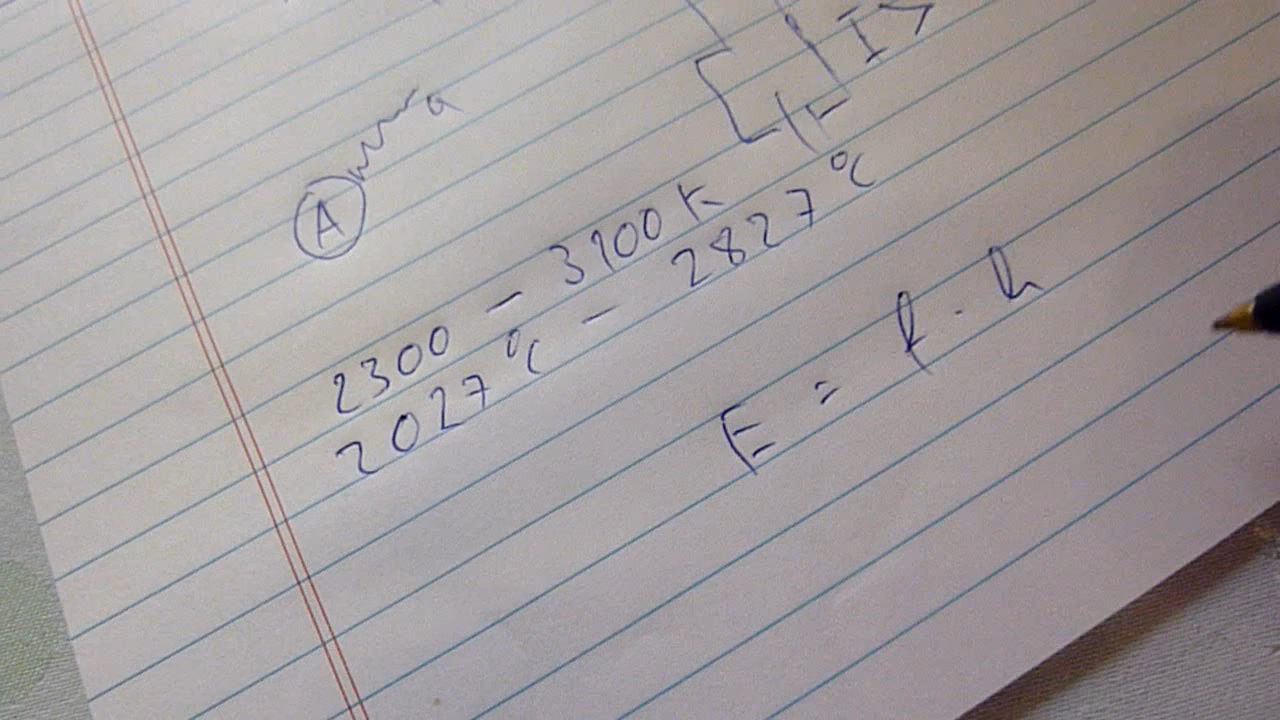 I
A
2300 - 3100 K
2027 °C - 2827 °C
E = f . h